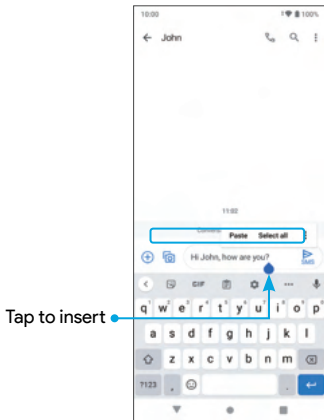 10:00
100%
John
11:02
Paste Select all
Hi John, how are you?
SMS
GIF
Tap to insert
q w e r t y u i o p
a s d f g h j k l
z x c v b n m
?123 , .